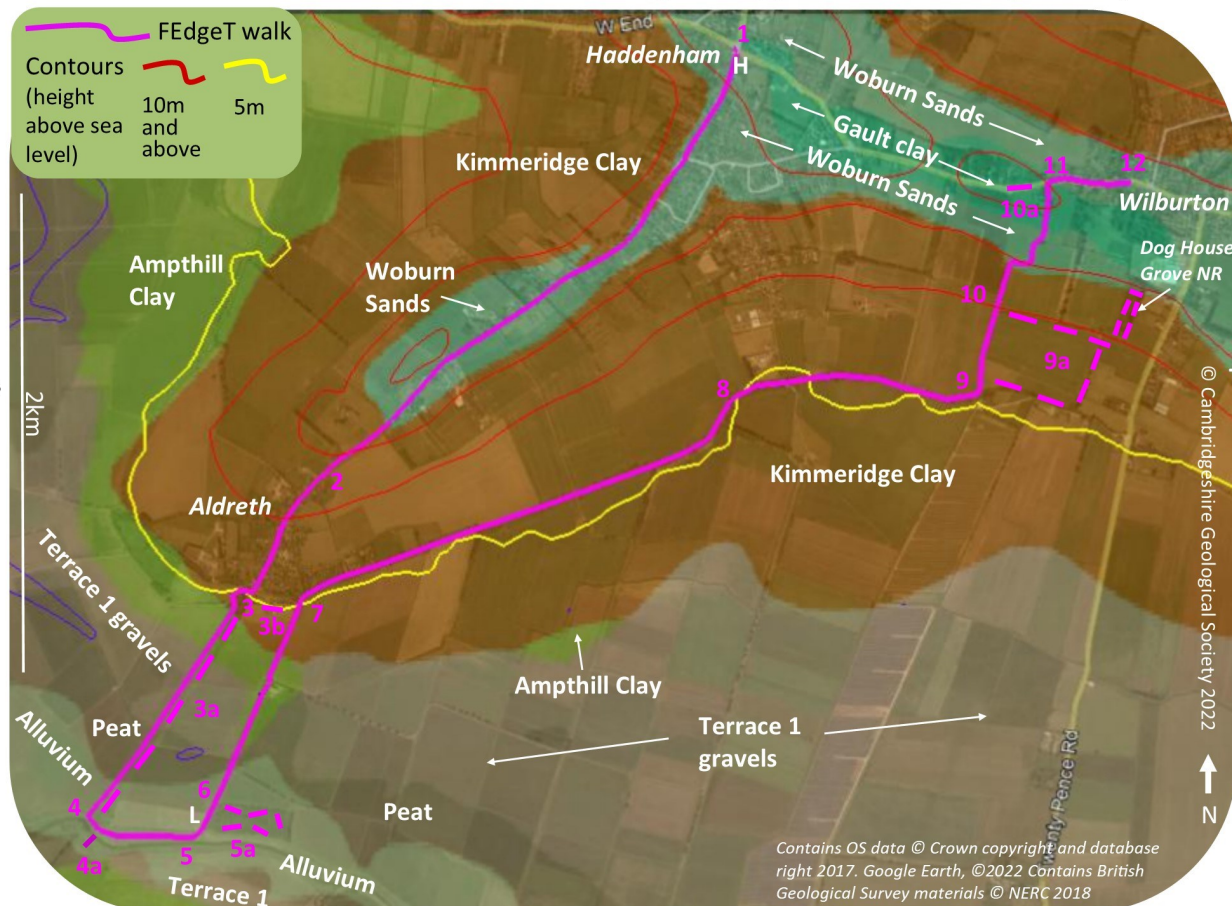 FEdgeT walk
Contours
(height
above sea
level)
10m
and
above
5m
W End
1
Haddenham
H
Woburn Sands
Gault clay
Woburn Sands
Kimmeridge Clay
11
12
10a
Wilburton
Dog House
Grove NR
Ampthill
Clay
Woburn
Sands
10
9a
2km
8
9
Kimmeridge Clay
2
Aldreth
Terrace 1 gravels
3
3b
7
Ampthill Clay
3a
Terrace 1
gravels
Peat
Alluvium
4
6
L
Peat
4a
5
5a
Alluvium
Terrace 1
wenty Pence Rd
N
© Cambridgeshire Geological Society 2022
Contains OS data © Crown copyright and database
right 2017. Google Earth, ©2022 Contains British
Geological Survey materials © NERC 2018